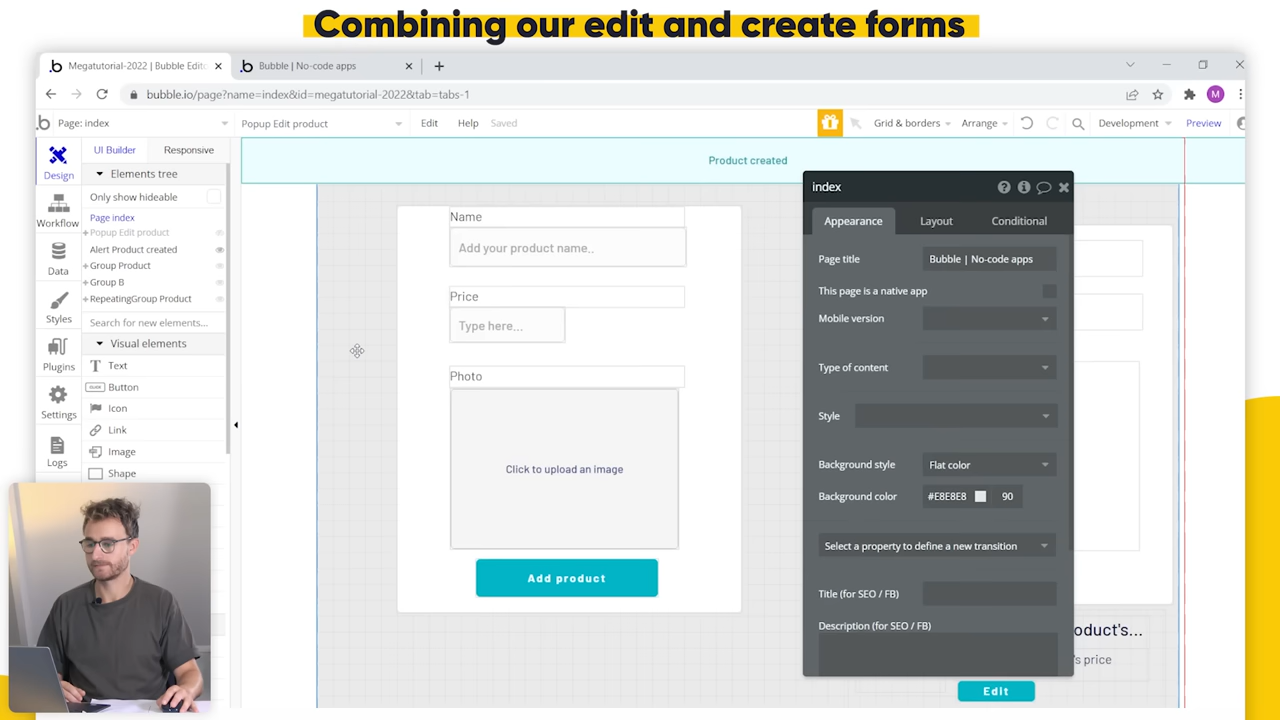 Combining our edit and create forms
Megatutorial-2022 | Bubble Edito
Bubble | No-code apps
bubble.io/page?name=index&id=megatutorial-2022&tab=tabs-1
M
Page: index
Popup Edit product
Edit
Help
Saved
Grid & borders
Arrange
Development
Preview
Design
Workflow
Data
Styles
Plugins
Settings
Logs
UI Builder
Responsive
Elements tree
Only show hideable
Page index
Popup Edit product
Alert Product created
Group Product
Group B
RepeatingGroup Product
Search for new elements...
Visual elements
Text
Button
Icon
Link
Image
Shape
Product created
Name
Add your product name..
Price
Type here...
Photo
Click to upload an image
Add product
index
Appearance
Layout
Conditional
Page title
Bubble | No-code apps
This page is a native app
Mobile version
Type of content
Style
Background style
Flat color
Background color
#E8E8E8
90
Select a property to define a new transition
Title (for SEO / FB)
Description (for SEO / FB)
oduct's...
's price
Edit